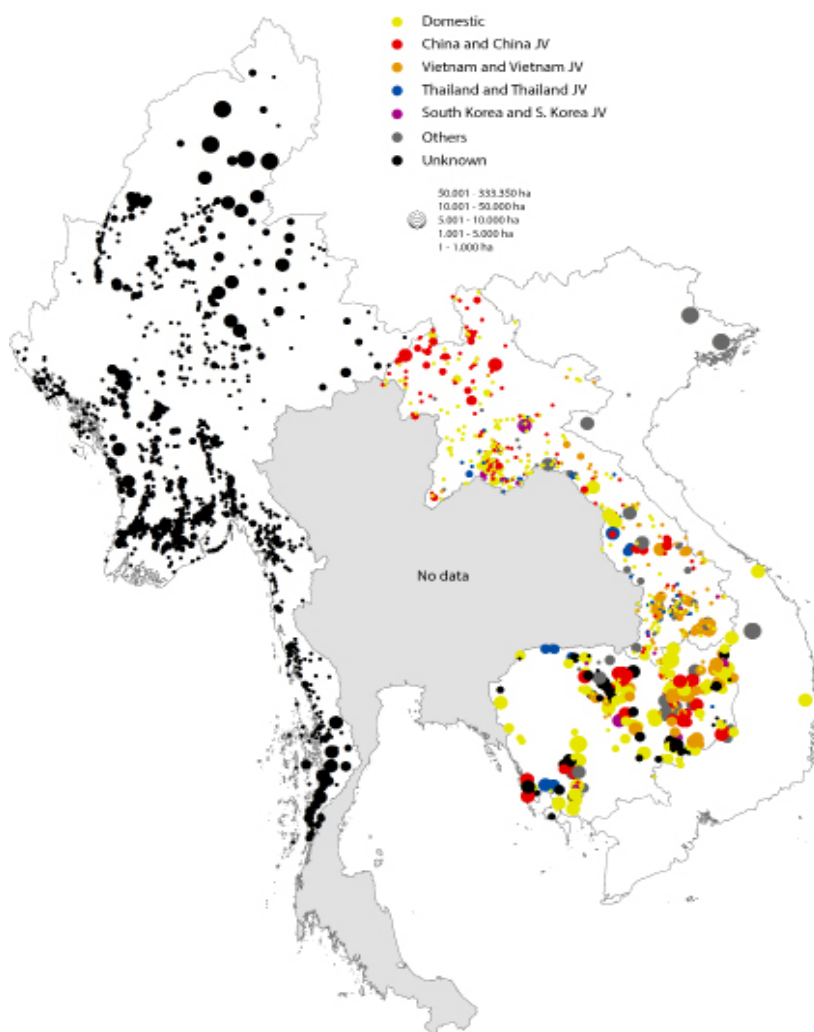 Domestic
China and China JV
Vietnam and Vietnam JV
Thailand and Thailand JV
South Korea and S. Korea JV
Others
Unknown
50.001 - 333.350 ha
10.001 - 50.000 ha
5.001 - 10.000 ha
1.001 - 5.000 ha
1 - 1.000 ha
No data